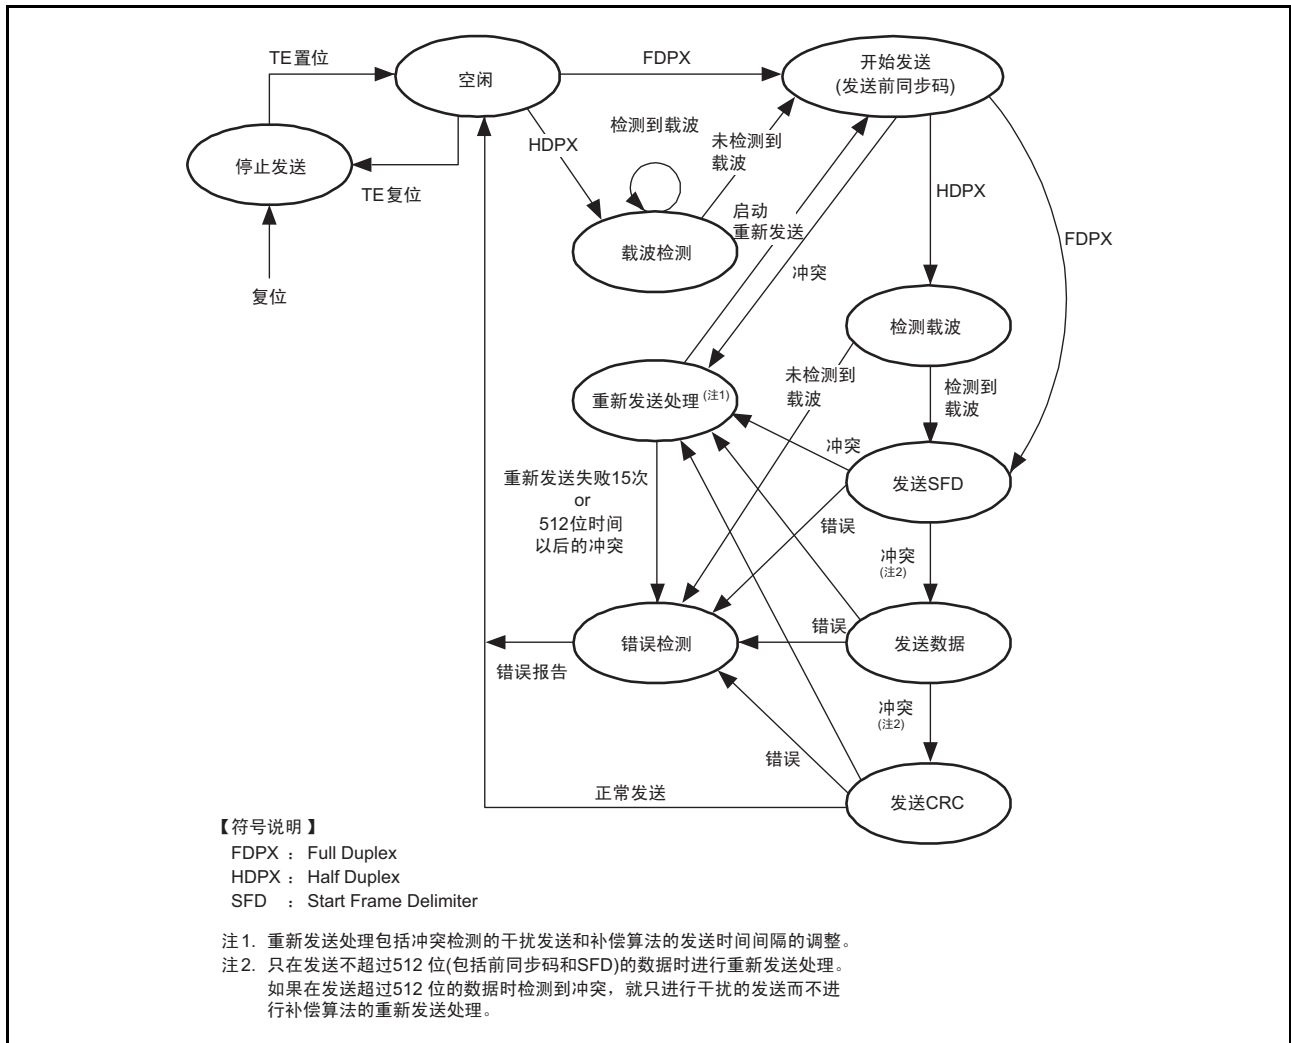 TE置位
空闲
FDPX
开始发送
(发送前同步码)
停止发送
TE复位
复位
HDPX
检测到载波
未检测到
载波
载波检测
启动
重新发送
冲突
HDPX
FDPX
检测载波
未检测到
载波
检测到
载波
重新发送处理(注1)
冲突
发送SFD
重新发送失败15次
or
512位时间
以后的冲突
错误
冲突
(注2)
错误检测
错误
发送数据
错误报告
冲突
(注2)
错误
正常发送
发送CRC
【符号说明】
FDPX : Full Duplex
HDPX : Half Duplex
SFD : Start Frame Delimiter
注1. 重新发送处理包括冲突检测的干扰发送和补偿算法的发送时间间隔的调整。
注2. 只在发送不超过512 位(包括前同步码和SFD)的数据时进行重新发送处理。
如果在发送超过512 位的数据时检测到冲突，就只进行干扰的发送而不进
行补偿算法的重新发送处理。